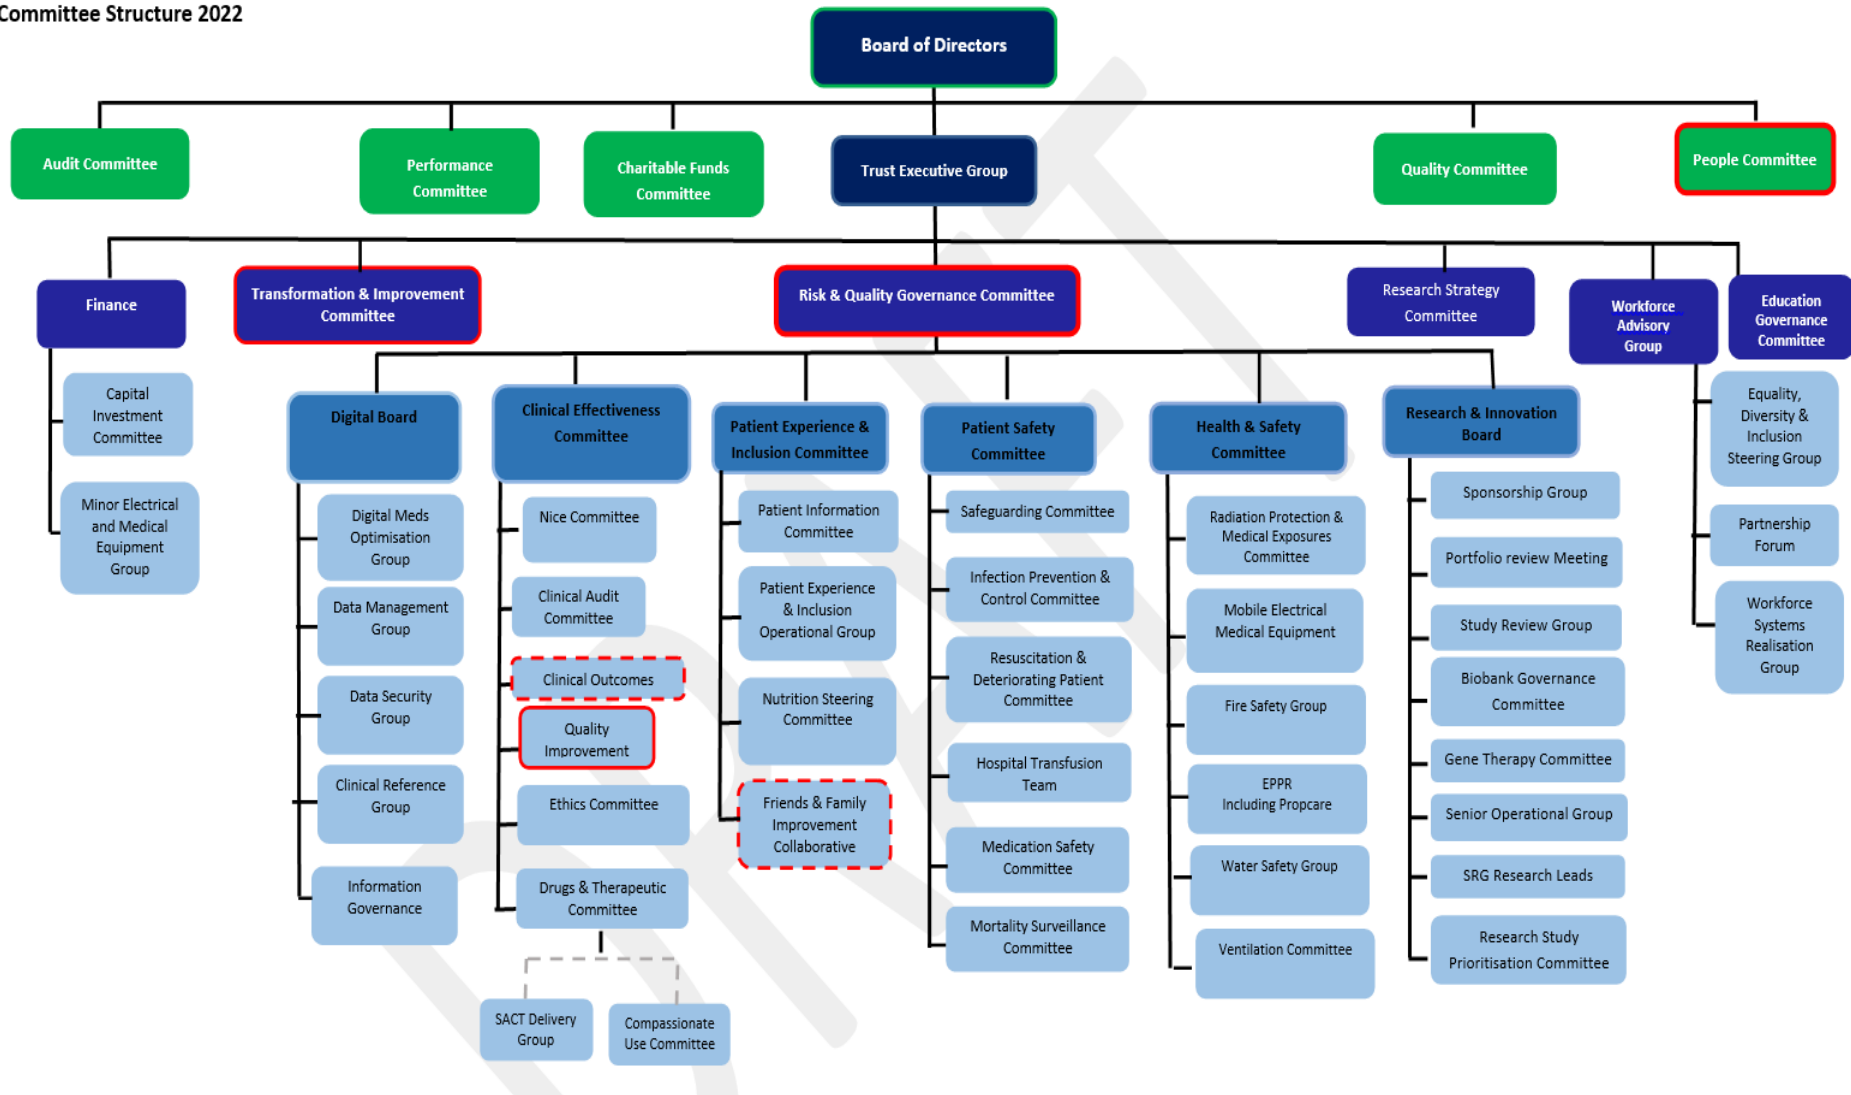 Committee Structure 2022
Board of Directors
Audit Committee
Performance
Committee
Charitable Funds
Committee
Trust Executive Group
Quality Committee
People Committee
Finance
Transformation & Improvement
Committee
Risk & Quality Governance Committee
Research Strategy
Committee
Workforce
Advisory
Group
Education
Governance
Committee
Capital
Investment
Committee
Minor Electrical
and Medical
Equipment
Group
Digital Board
Digital Meds
Optimisation
Group
Data Management
Group
Data Security
Group
Clinical Reference
Group
Information
Governance
Clinical Effectiveness
Committee
Nice Committee
Clinical Audit
Committee
Clinical Outcomes
Quality
Improvement
Ethics Committee
Drugs & Therapeutic
Committee
SACT Delivery
Group
Compassionate
Use Committee
Patient Experience &
Inclusion Committee
Patient Information
Committee
Patient Experience
& Inclusion
Operational Group
Nutrition Steering
Committee
Friends & Family
Improvement
Collaborative
Patient Safety
Committee
Safeguarding Committee
Infection Prevention &
Control Committee
Resuscitation &
Deteriorating Patient
Committee
Hospital Transfusion
Team
Medication Safety
Committee
Mortality Surveillance
Committee
Health & Safety
Committee
Radiation Protection &
Medical Exposures
Committee
Mobile Electrical
Medical Equipment
Fire Safety Group
EPPR
Including Propcare
Water Safety Group
Ventilation Committee
Research & Innovation
Board
Sponsorship Group
Portfolio review Meeting
Study Review Group
Biobank Governance
Committee
Gene Therapy Committee
Senior Operational Group
SRG Research Leads
Research Study
Prioritisation Committee
Equality,
Diversity &
Inclusion
Steering Group
Partnership
Forum
Workforce
Systems
Realisation
Group
DRAFT